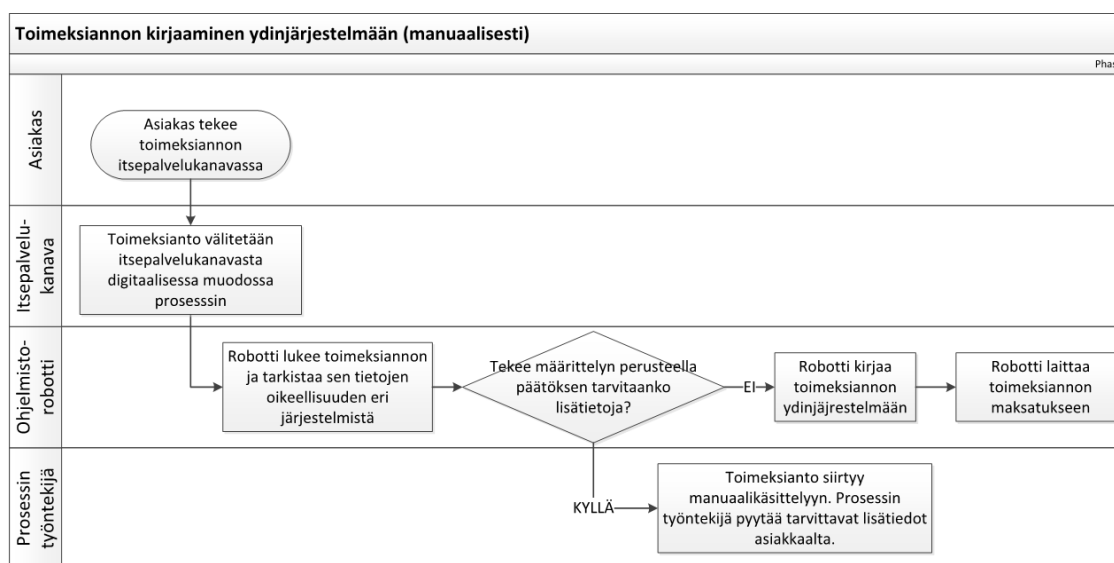 Toimeksiannon kirjaaminen ydinjärjestelmään (manuaalisesti)
Phas
Asiakas
Asiakas tekee
toimeksiannon
itsepalvelukanavassa
Itsepalvelu-
kanava
Toimeksianto välitetään
itsepalvelukanavasta
digitaalisessa muodossa
prosesssin
Ohjelmisto-
robotti
Robotti lukee toimeksiannon
ja tarkistaa sen tietojen
oikeellisuuden eri
järjestelmistä
Tekee määrittelyn perusteella
päätöksen tarvitaanko
lisätietoja?
EI
Robotti kirjaa
toimeksiannon
ydinjäjrestelmään
Robotti laittaa
toimeksiannon
maksatukseen
Prosessin
työntekijä
KYLLÄ
Toimeksianto siirtyy
manuaalikäsittelyyn. Prosessin
työntekijä pyytää tarvittavat lisätiedot
asiakkaalta.